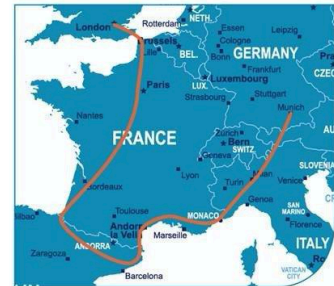 London
Rotterdam
NETH.
Essen
Leipzig
Brussels
Lille
Cologne
BEL.
Bonn
GERMANY
Frankfurt
LUX.
Luxembourg
Paris
Strasbourg
Stuttgart
Munich
Nantes
FRANCE
Zürich
Bern
SWITZ.
Geneva
SLOVENIA
Lyon
Milan
Turin
Venice
Bordeaux
Genoa
SAN
MARINO
Florence
MONACO
Toulouse
Marseille
Andorra
la Vella
ANDORRA
ITALY
Zaragoza
Barcelona
VATICAN
CITY